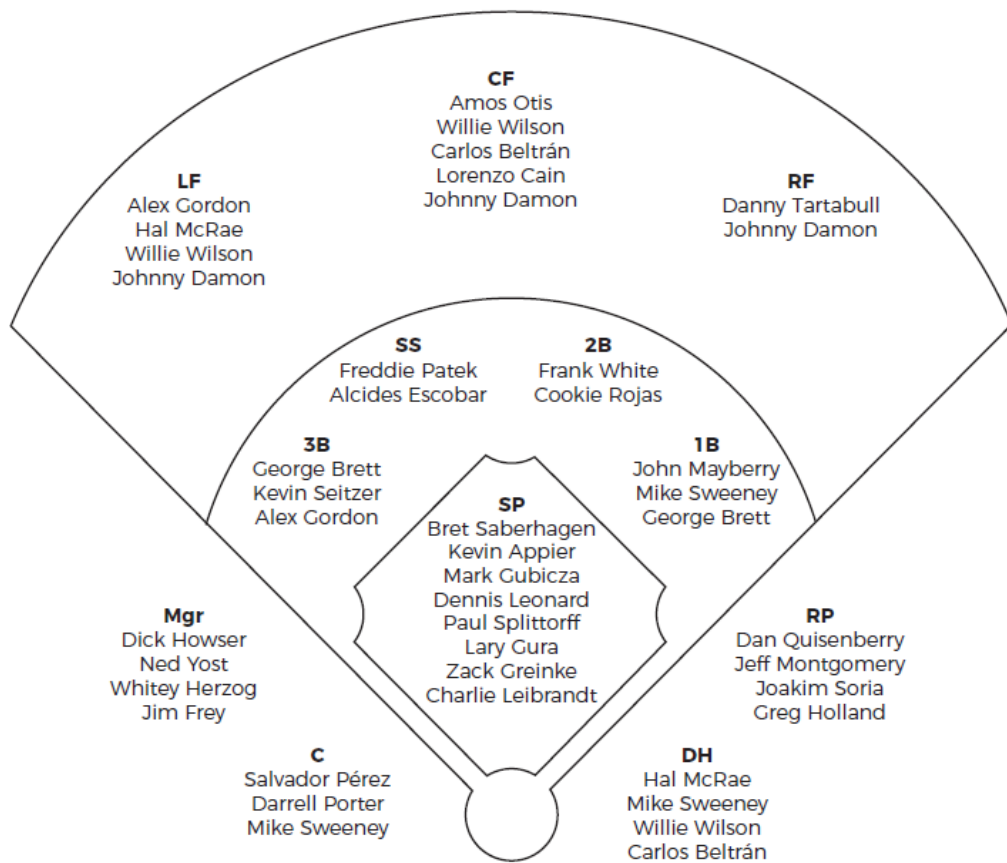 CF
Amos Otis
Willie Wilson
Carlos Beltrán
Lorenzo Cain
Johnny Damon
LF
Alex Gordon
Hal McRae
Willie Wilson
Johnny Damon
RF
Danny Tartabull
Johnny Damon
SS
Freddie Patek
Alcides Escobar
2B
Frank White
Cookie Rojas
3B
George Brett
Kevin Seitzer
Alex Gordon
1B
John Mayberry
Mike Sweeney
George Brett
SP
Bret Saberhagen
Kevin Appier
Mark Gubicza
Dennis Leonard
Paul Splittorff
Lary Gura
Zack Greinke
Charlie Leibrandt
Mgr
Dick Howser
Ned Yost
Whitey Herzog
Jim Frey
RP
Dan Quisenberry
Jeff Montgomery
Joakim Soria
Greg Holland
C
Salvador Pérez
Darrell Porter
Mike Sweeney
DH
Hal McRae
Mike Sweeney
Willie Wilson
Carlos Beltrán